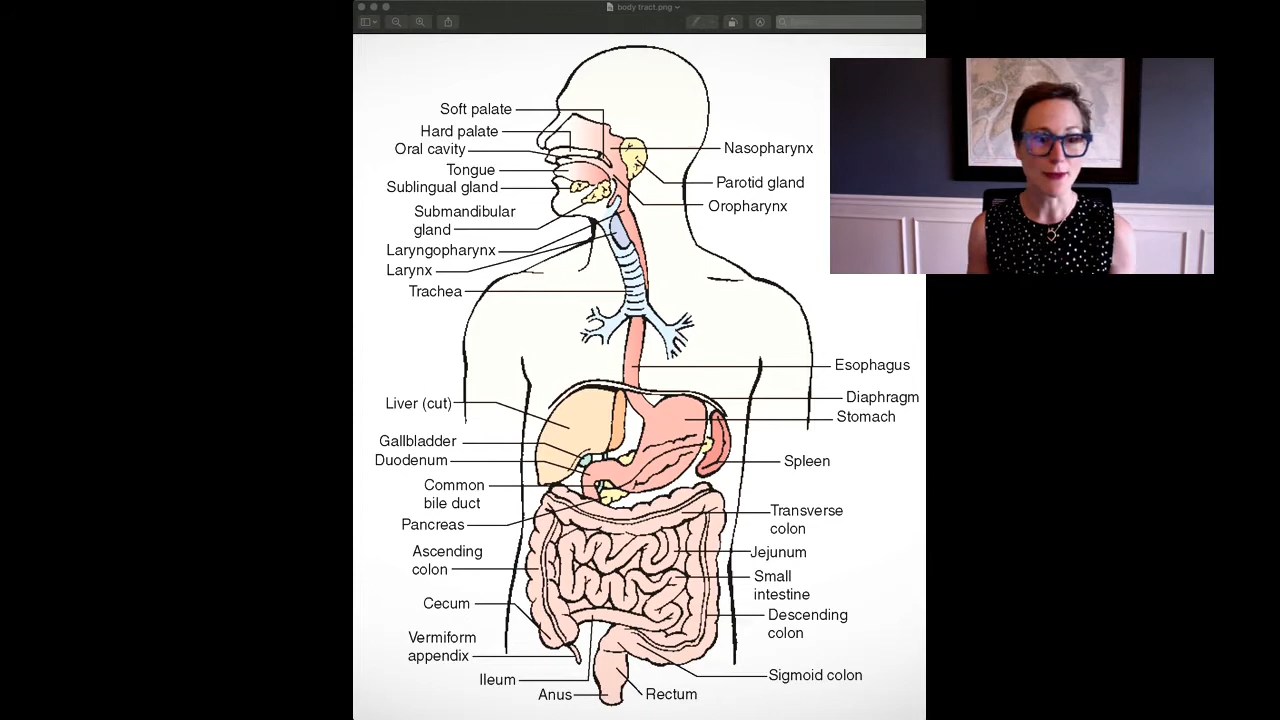 body tract.png
Soft palate
Hard palate
Oral cavity
Tongue
Sublingual gland
Submandibular
gland
Laryngopharynx
Larynx
Trachea
Nasopharynx
Parotid gland
Oropharynx
Esophagus
Diaphragm
Stomach
Spleen
Liver (cut)
Gallbladder
Duodenum
Common
bile duct
Pancreas
Ascending
colon
Cecum
Vermiform
appendix
Ileum
Anus
Transverse
colon
Jejunum
Small
intestine
Descending
colon
Sigmoid colon
Rectum